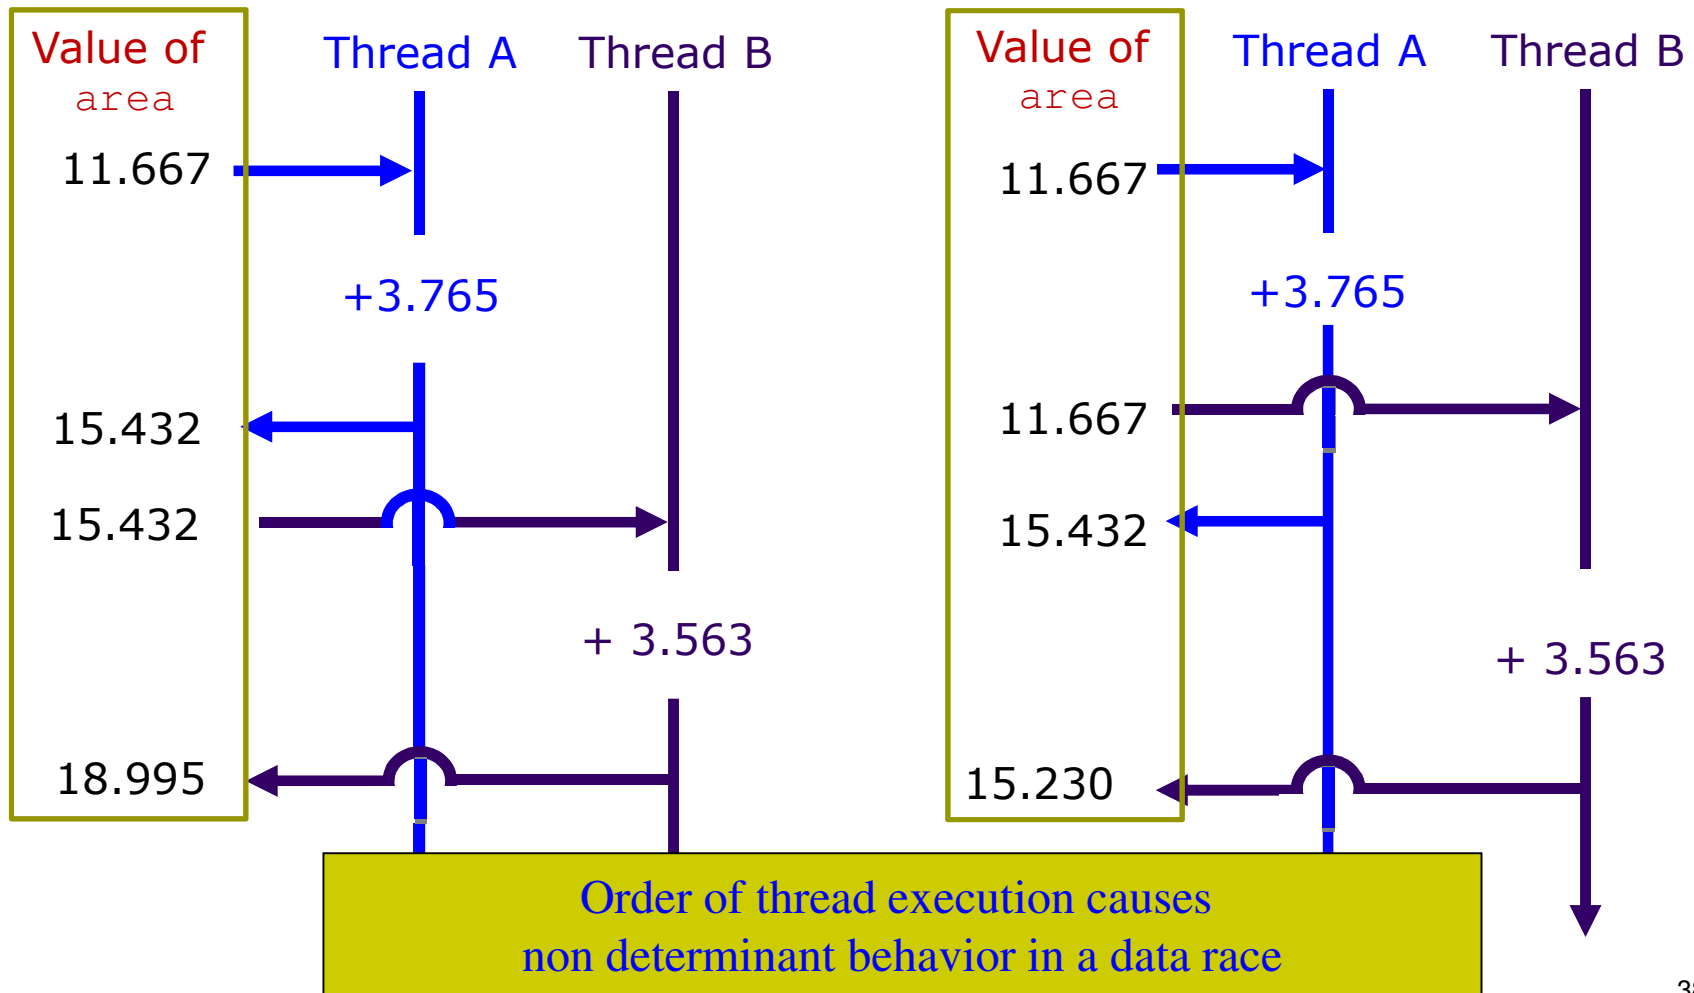 Value of
area
Thread A
Thread B
11.667
+3.765
15.432
15.432
+ 3.563
18.995
Value of
area
Thread A
Thread B
11.667
+3.765
11.667
15.432
+ 3.563
15.230
Order of thread execution causes
non determinant behavior in a data race